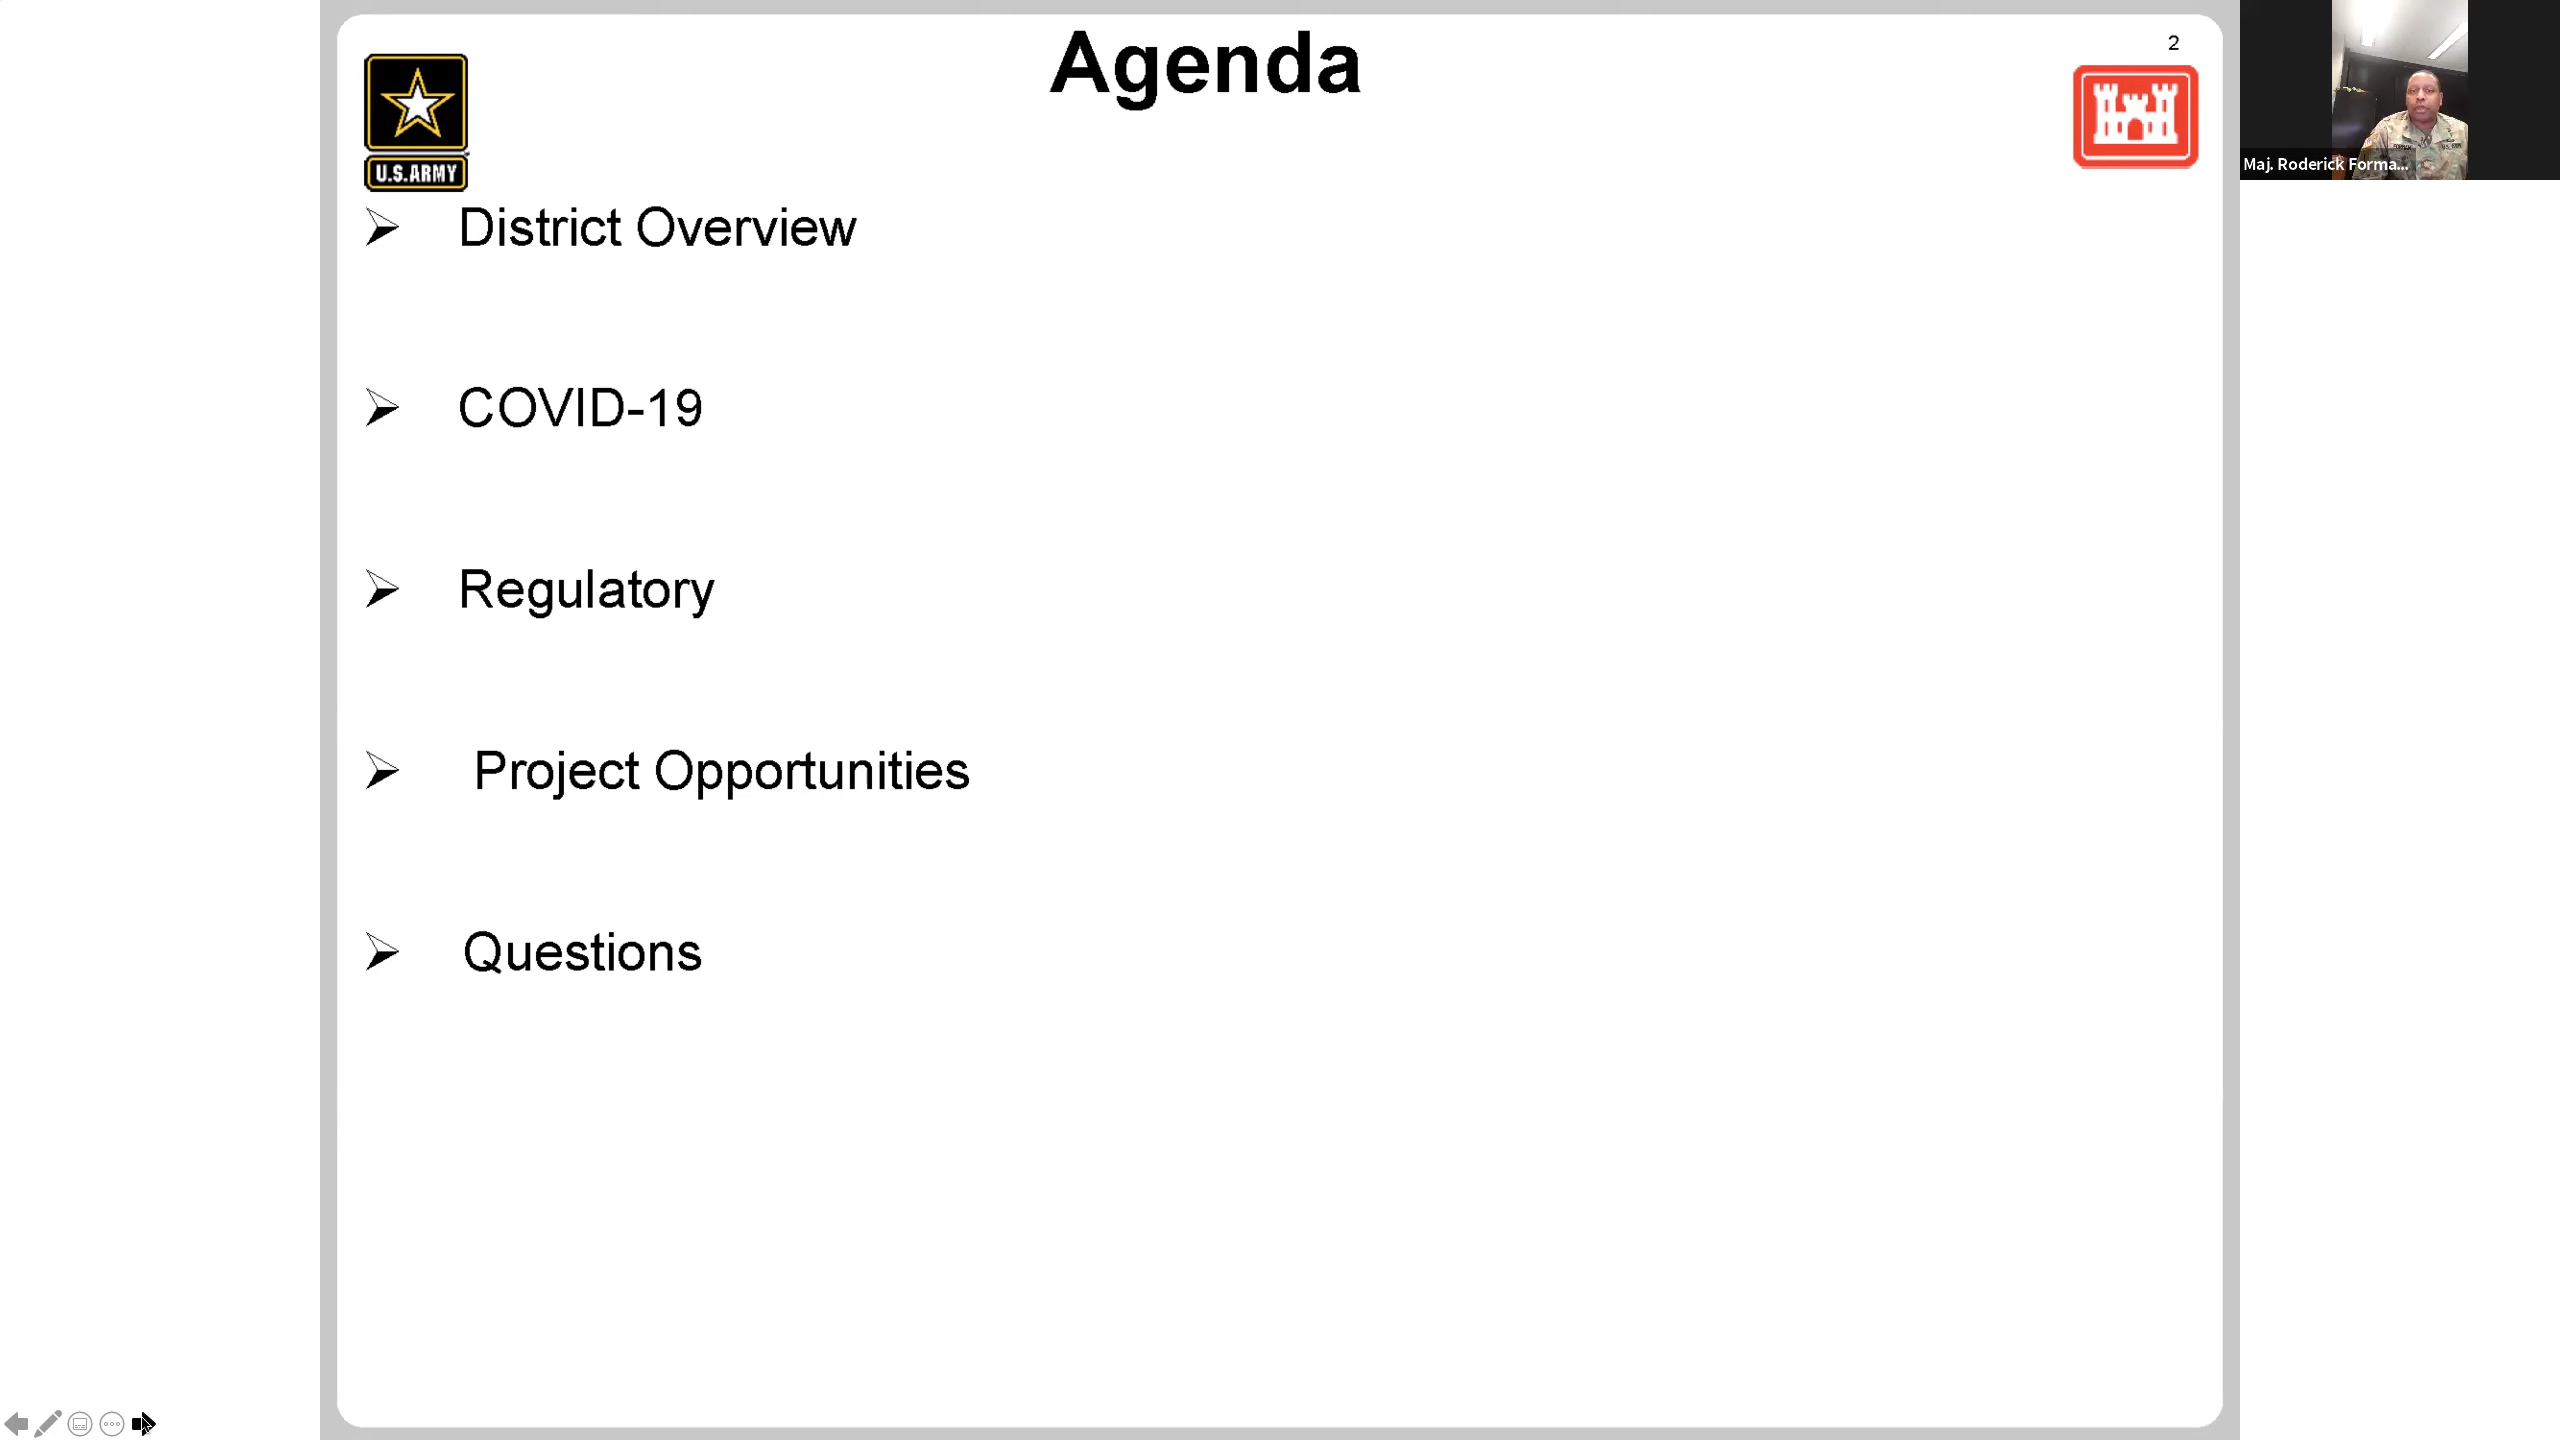 Agenda
2
U.S.ARMY
➢ District Overview
➢ COVID-19
➢ Regulatory
➢ Project Opportunities
➢ Questions
Maj. Roderick Forma...